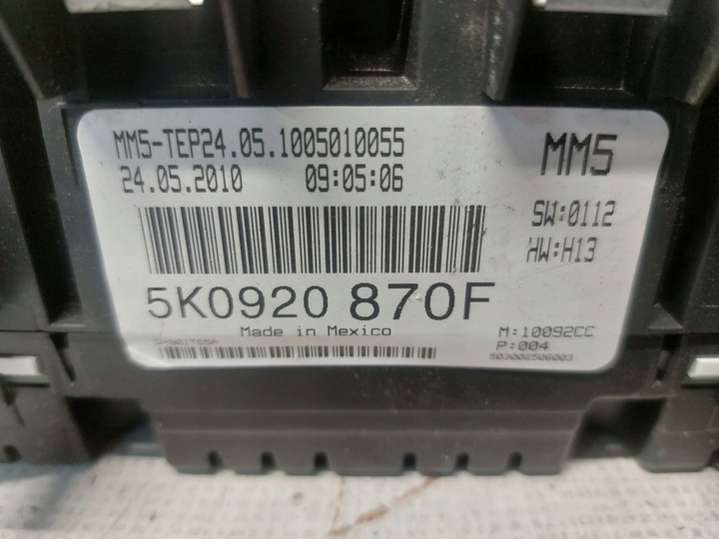 MM5-TEP24.05.1005010055
24.05.2010 09:05:06
MM5
SW:0112
HW:H13
5K0920 870F
Made in Mexico
M:10092CC
P:004